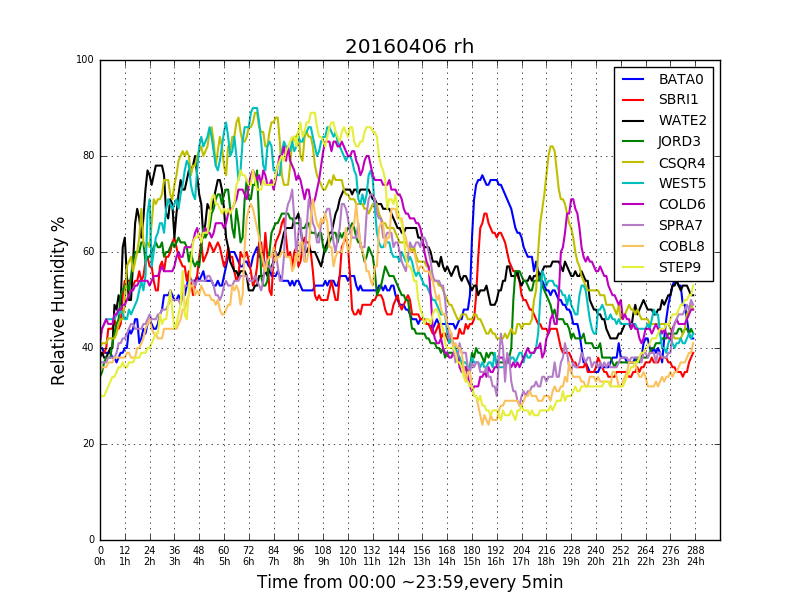 20160406 rh
100
80
60
40
20
0
Relative Humidity %
BATA0
SBRI1
WATE2
JORD3
CSQR4
WEST5
COLD6
SPRA7
COBL8
STEP9
0 12 24 36 48 60 72 84 96 108 120 132 144 156 168 180 192 204 216 228 240 252 264 276 288
0h 1h 2h 3h 4h 5h 6h 7h 8h 9h 10h 11h 12h 13h 14h 15h 16h 17h 18h 19h 20h 21h 22h 23h 24h
Time from 00:00 ~23:59,every 5min